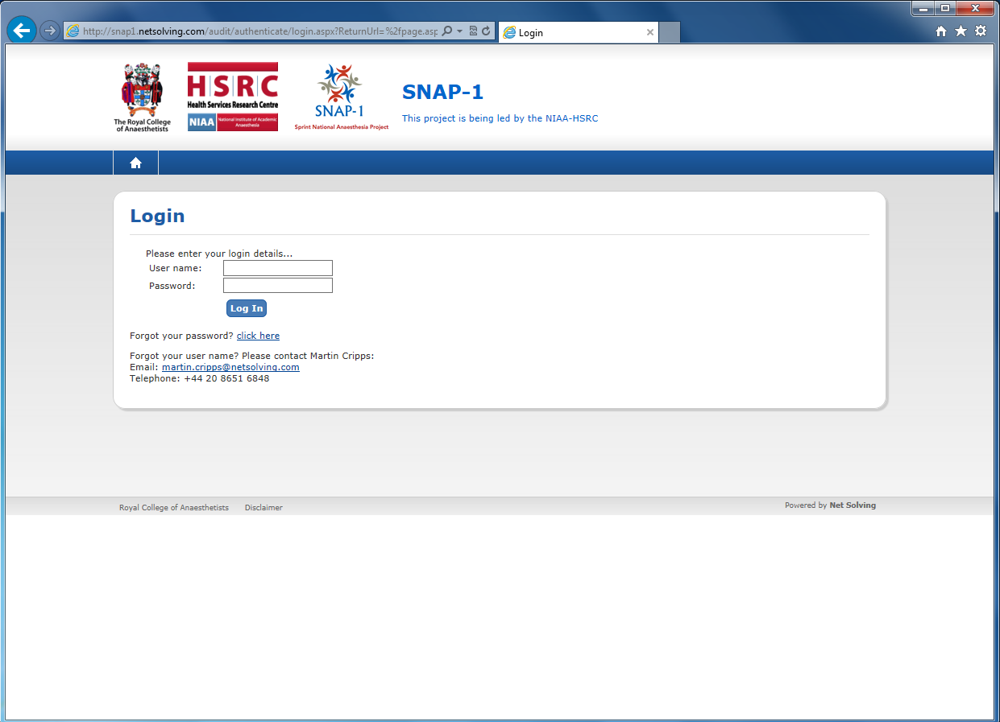 http://snap1.netsolving.com/audit/authenticate/login.aspx?ReturnUrl=%2fpage.asp
Login
The Royal College
of Anaesthetists
HSRC
Health Services Research Centre
NIAA
National Institute of Academic
Anaesthesia
SNAP-1
Sprint National Anaesthesia Project
SNAP-1
This project is being led by the NIAA-HSRC
Login
Please enter your login details...
User name:
Password:
Log In
Forgot your password? click here
Forgot your user name? Please contact Martin Cripps:
Email: martin.cripps@netsolving.com
Telephone: +44 20 8651 6848
Royal College of Anaesthetists Disclaimer
Powered by Net Solving